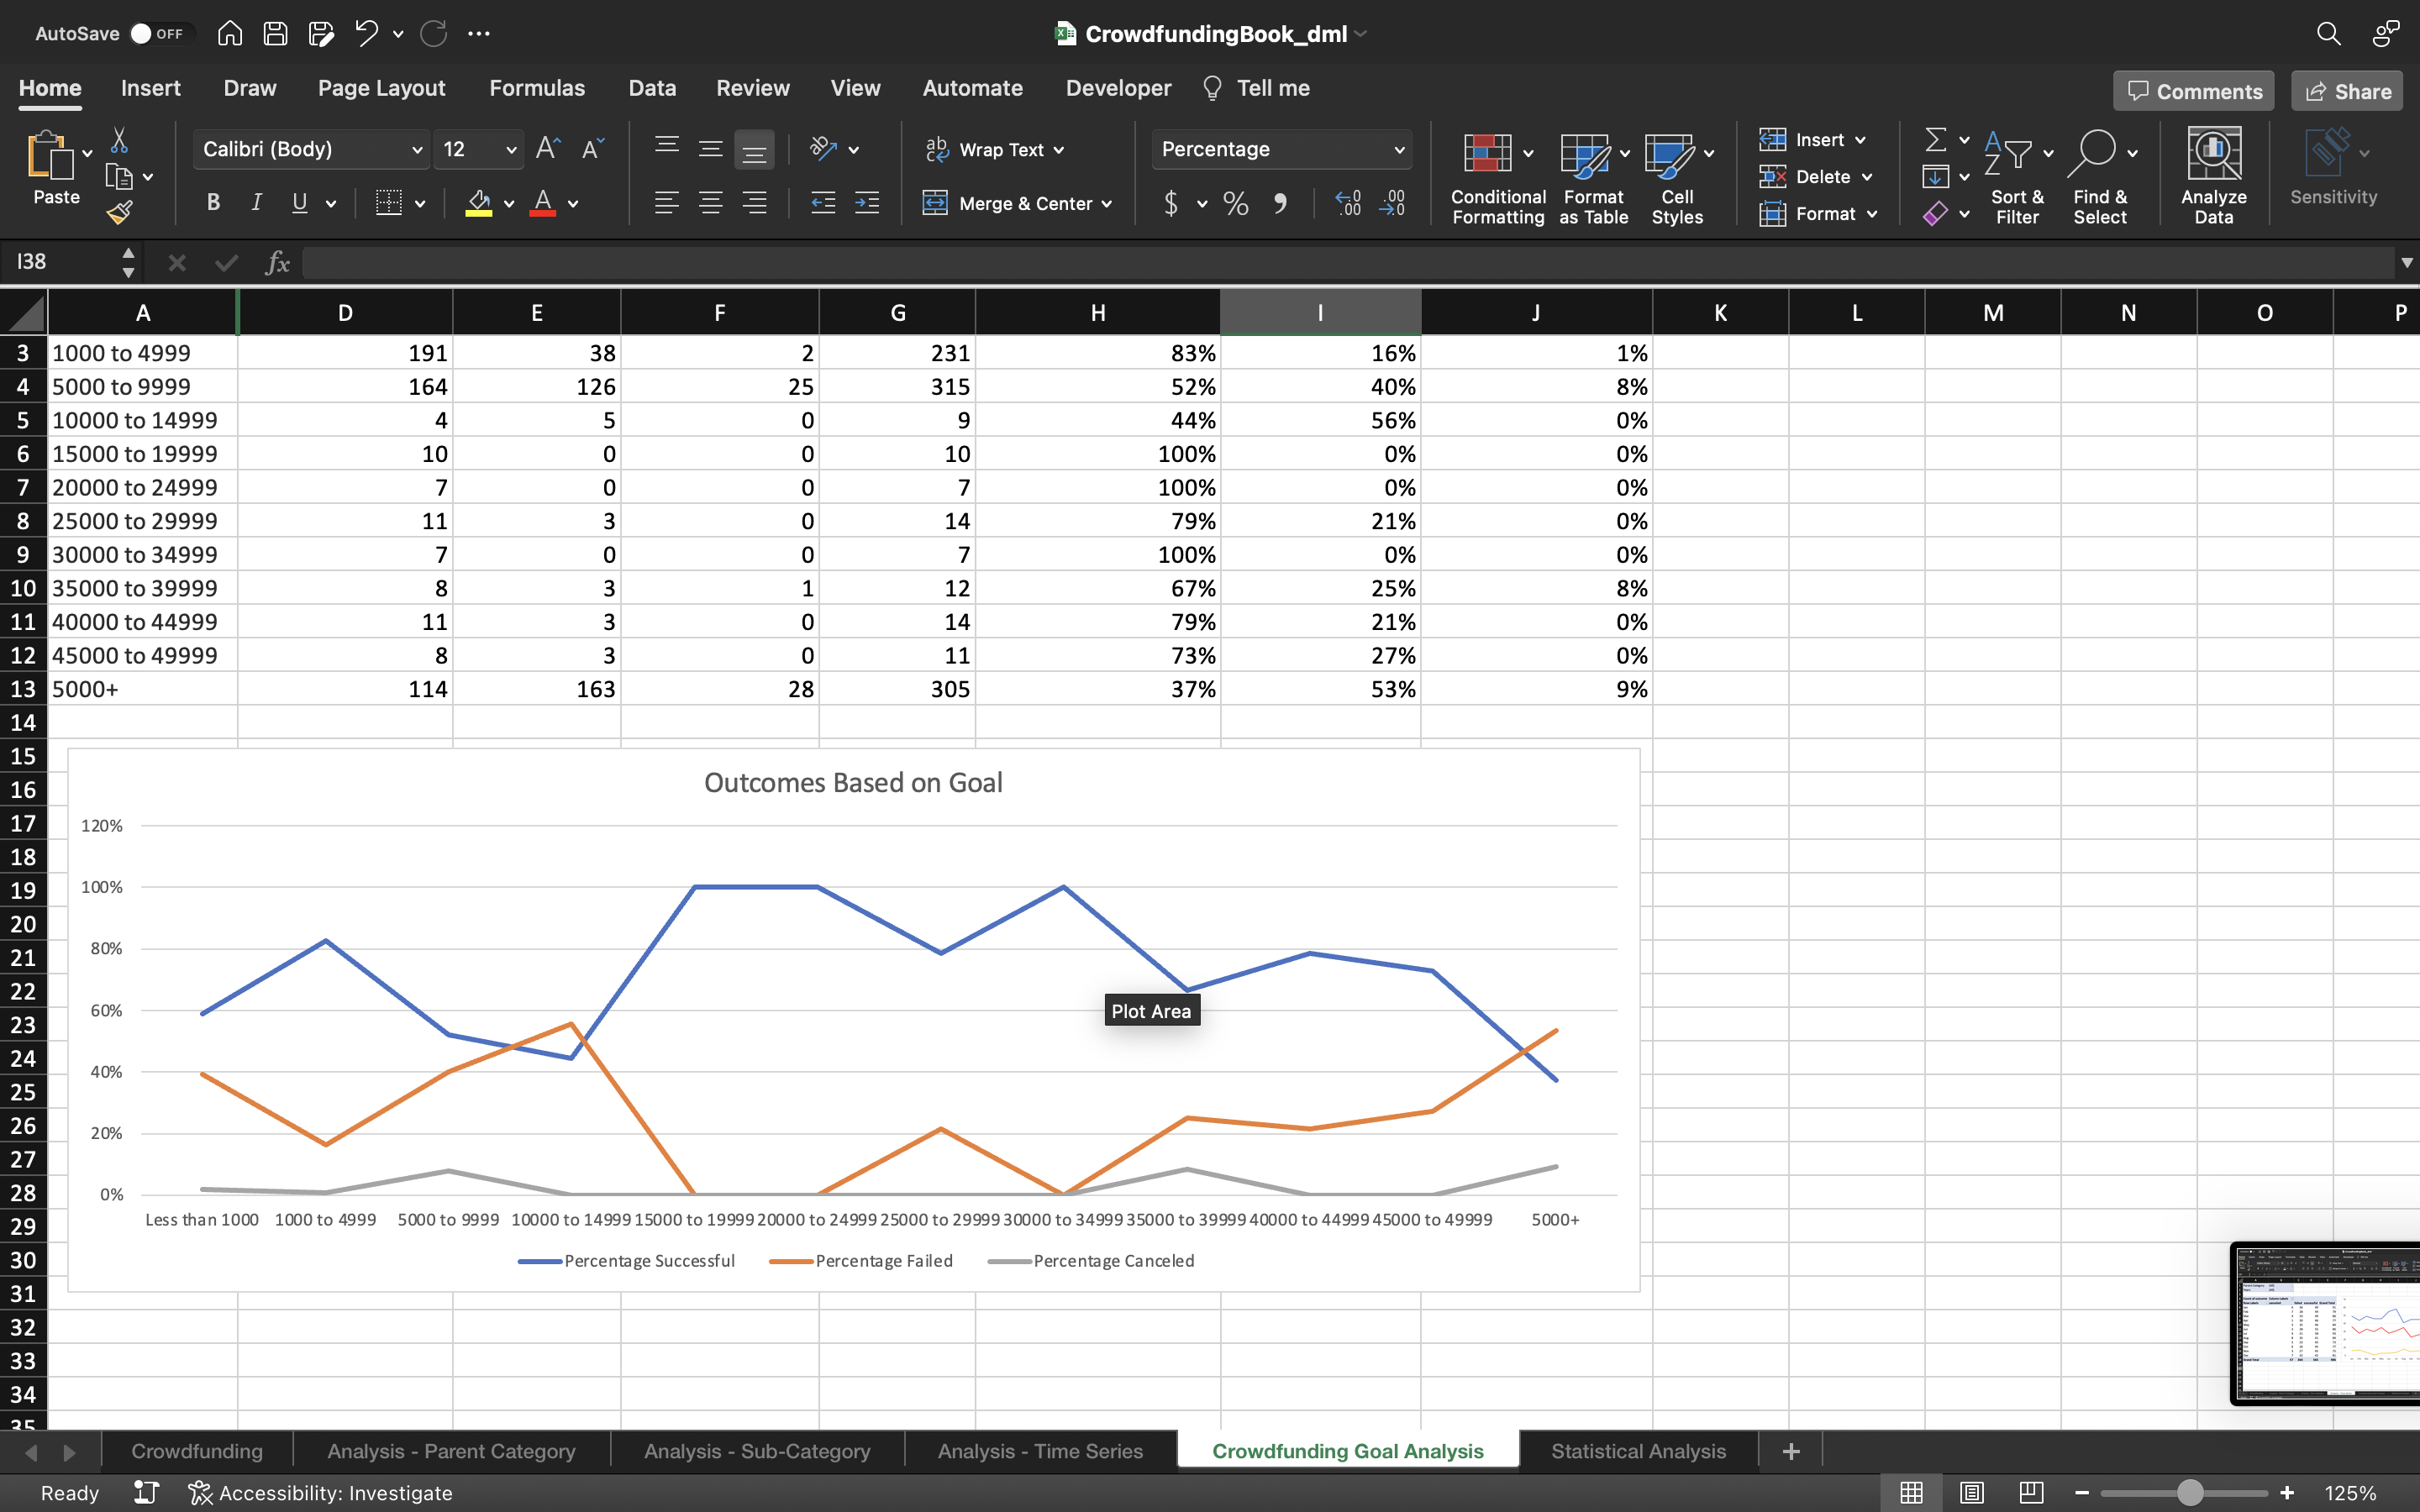 AutoSave OFF CrowdfundingBook_dml
Home Insert Draw Page Layout Formulas Data Review View Automate Developer Tell me Comments Share
Paste Calibri (Body) 12 Wrap Text Percentage Conditional Formatting Format as Table Cell Styles Insert Sort & Filter Find & Select Analyze Data Sensitivity
Delete
B I U Merge & Center $ % Format
I38 fx
A D E F G H I J K L M N O P
3 1000 to 4999 191 38 2 231 83% 16% 1%
4 5000 to 9999 164 126 25 315 52% 40% 8%
5 10000 to 14999 4 5 0 9 44% 56% 0%
6 15000 to 19999 10 0 0 10 100% 0% 0%
7 20000 to 24999 7 0 0 7 100% 0% 0%
8 25000 to 29999 11 3 0 14 79% 21% 0%
9 30000 to 34999 7 0 0 7 100% 0% 0%
10 35000 to 39999 8 3 1 12 67% 25% 8%
11 40000 to 44999 11 3 0 14 79% 21% 0%
12 45000 to 49999 8 3 0 11 73% 27% 0%
13 5000+ 114 163 28 305 37% 53% 9%
14
15
16
17
18
19
20
21
22
23
24
25
26
27
28
29
30
31
32
33
34
35
Outcomes Based on Goal
120%
100%
80%
60%
40%
20%
0%
Plot Area
Less than 1000 1000 to 4999 5000 to 9999 10000 to 14999 15000 to 19999 20000 to 24999 25000 to 29999 30000 to 34999 35000 to 39999 40000 to 44999 45000 to 49999 5000+
Percentage Successful Percentage Failed Percentage Canceled
Crowdfunding Analysis - Parent Category Analysis - Sub-Category Analysis - Time Series Crowdfunding Goal Analysis Statistical Analysis +
Ready Accessibility: Investigate 125%